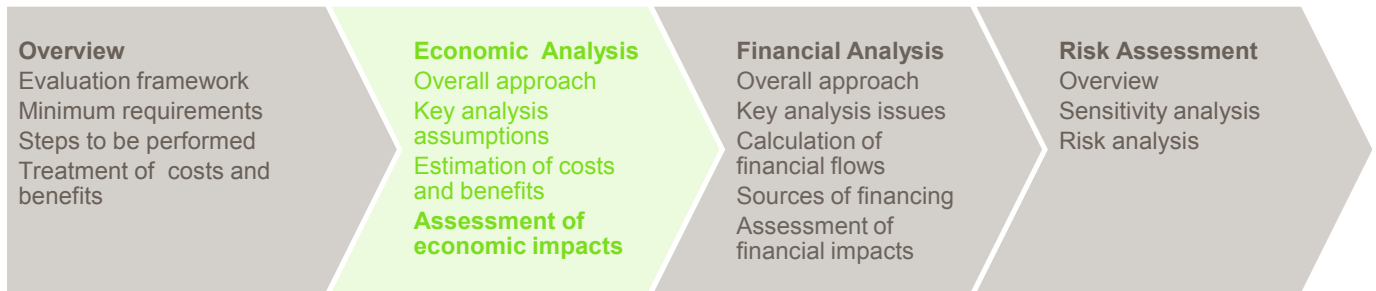 Overview
Evaluation framework
Minimum requirements
Steps to be performed
Treatment of  costs and
benefits
Economic  Analysis
Overall approach
Key analysis
assumptions
Estimation of costs
and benefits
Assessment of
economic impacts
Financial Analysis
Overall approach
Key analysis issues
Calculation of
financial flows
Sources of financing
Assessment of
financial impacts
Risk Assessment
Overview
Sensitivity analysis
Risk analysis